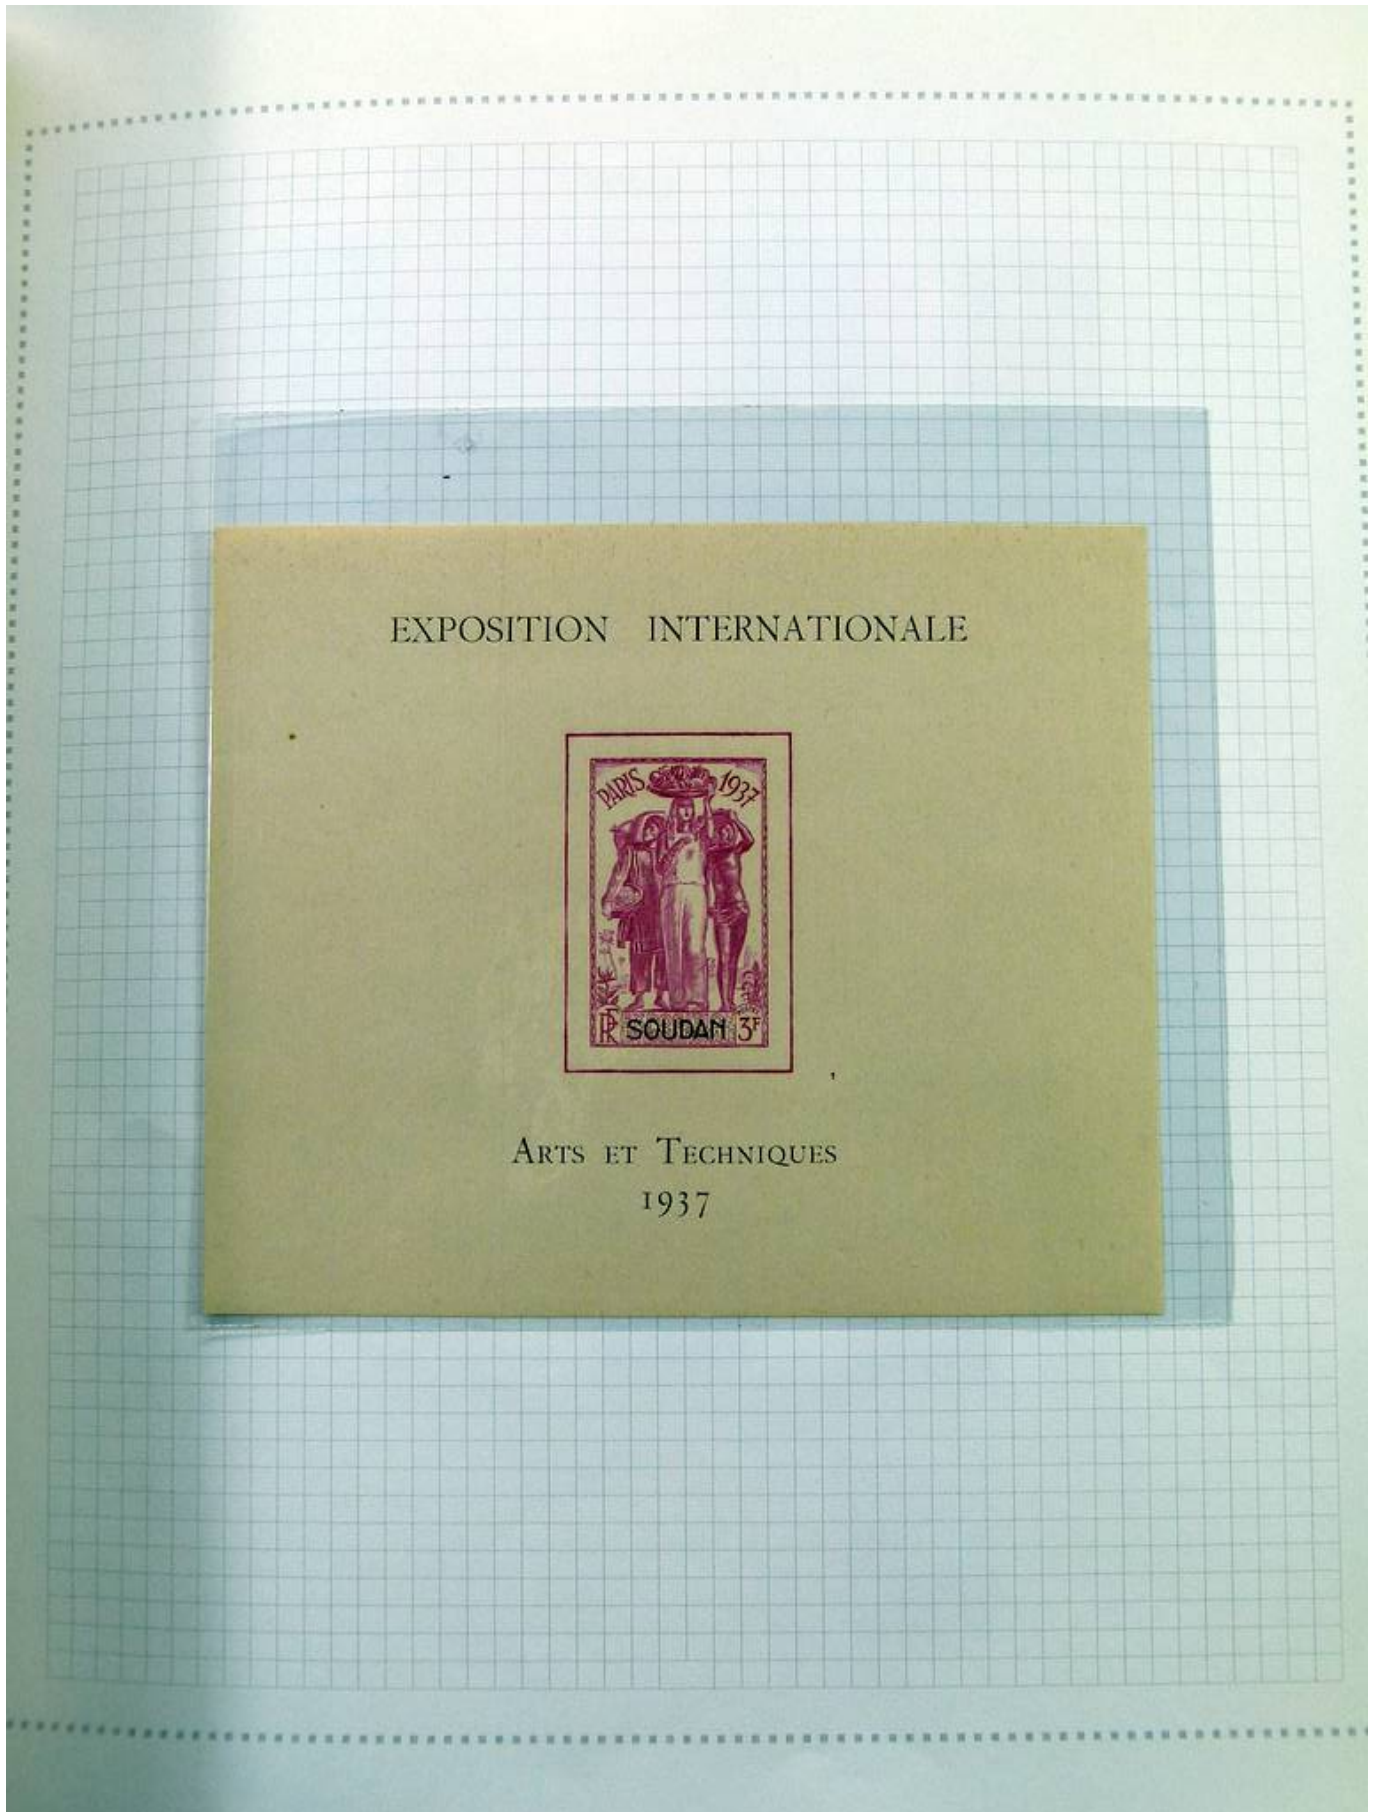 EXPOSITION INTERNATIONALE
PARIS 1937
RF SOUDAN 3F
ARTS ET TECHNIQUES
1937